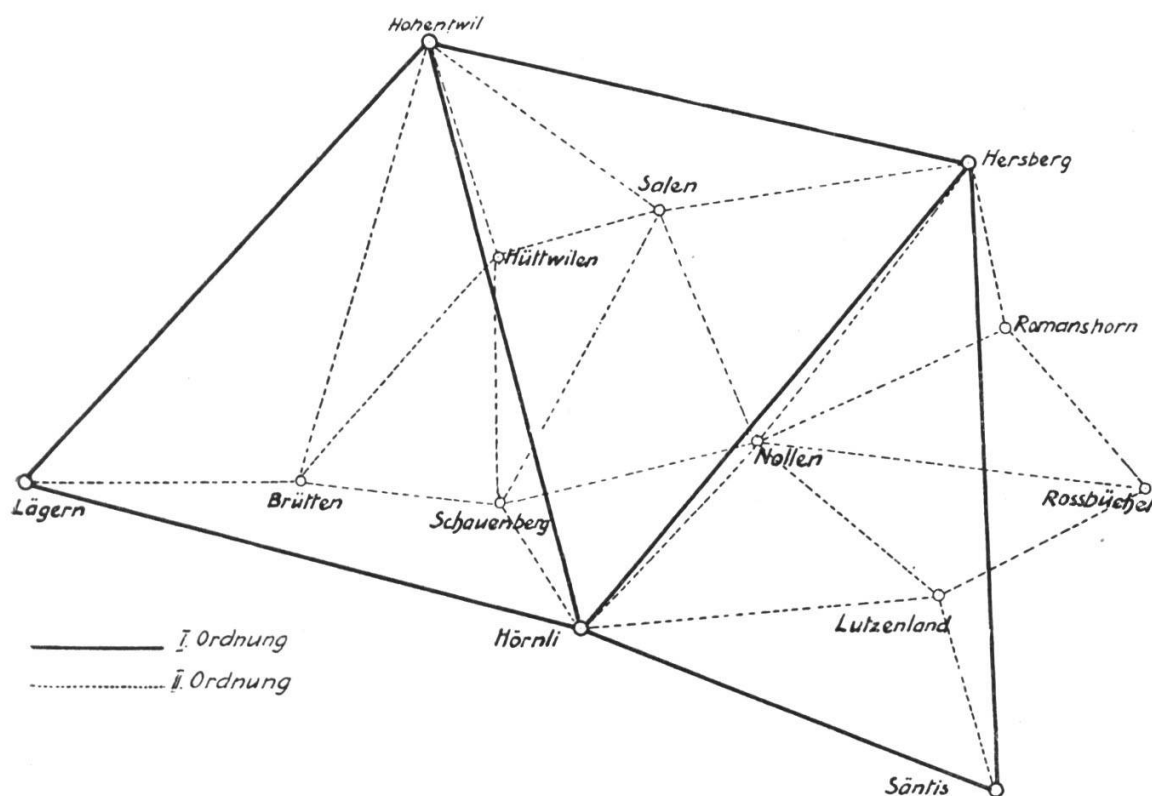 Hohentwil
Hersberg
Salen
Hüttwilen
Romanshorn
Nollen
Lägern
Brütten
Schauenberg
Rossbüchel
Hörnli
Lutzenland
I. Ordnung
II. Ordnung
Säntis